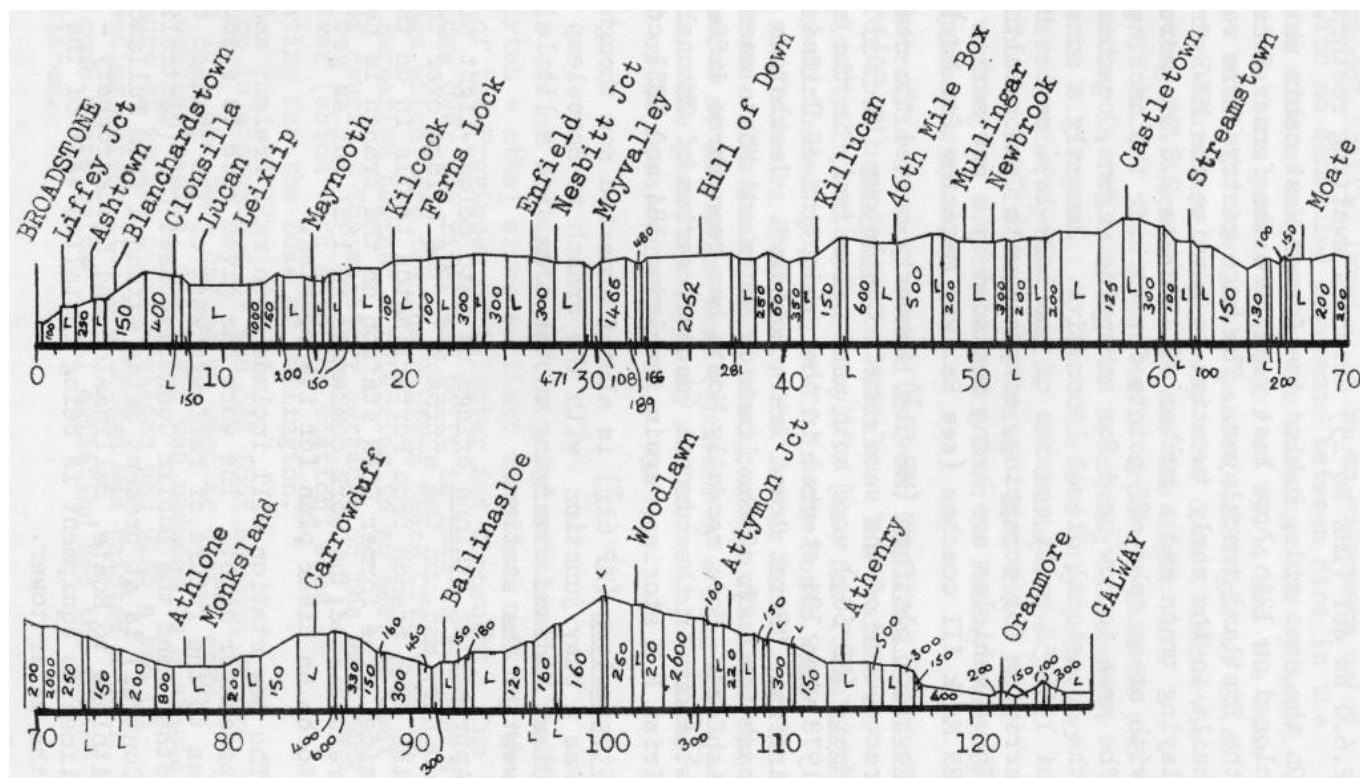 BROADSTONE
Liffey Jct
Ashtown
Blanchardstown
Clonsilla
Lucan
Leixlip
Maynooth
Kilcock
Ferns Lock
Enfield
Nesbitt Jct
Moyvalley
Hill of Down
Killucan
46th Mile Box
Mullingar
Newbrook
Castletown
Streamstown
Moate
480
100
150
100 L 250 L 150 400 L 1000 150 L L L 100 L 100 L 300 L 300 L 300 L 1466 2052 L 250 600 350 L 150 600 L 500 200 L 300 200 L 200 L 125 300 100 L 150 130 L 200 200
0 10 20 30 40 50 60 70
L 150 200 150 L 471 108 189 166 281 L L 100 L 200
Athlone
Monksland
Carrowduff
Ballinasloe
Woodlawn
Attymon Jct
Athenry
Oranmore
GALWAY
160 450 150 180
L
100 150 150
500 300 150
200 150 100 300
200 200 250 150 200 800 L 200 L 150 L 330 150 300 L L 120 160 160 250 L 200 2600 L 220 L 300 150 L L 400 L
70 80 90 100 110 120
L L 400 600 300 L L L 300